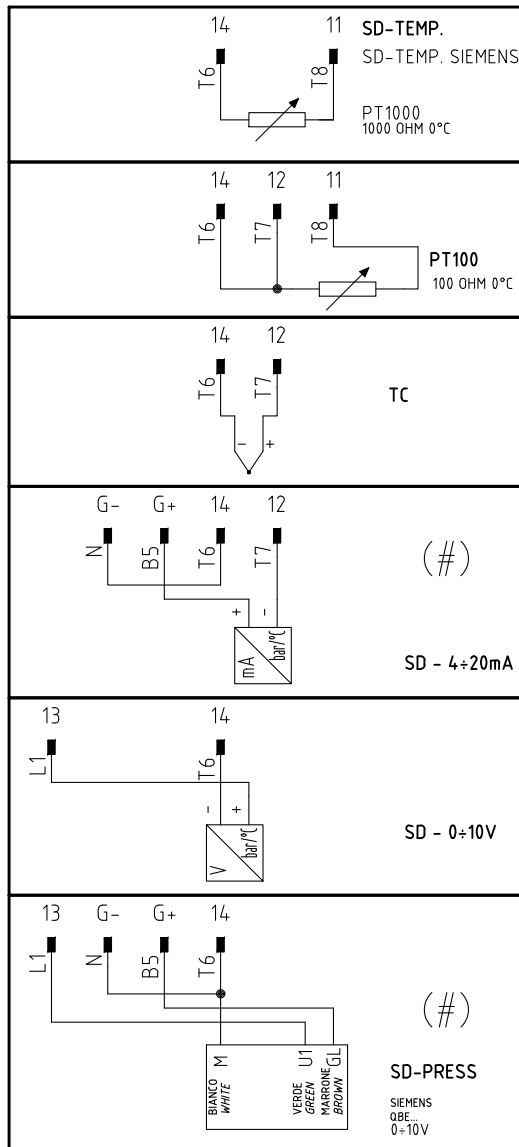 14 11 SD-TEMP.
SD-TEMP. SIEMENS
T6 T8
PT1000
1000 OHM 0°C
14 12 11
T6 T7 T8
PT100
100 OHM 0°C
14 12
T6 T7
TC
- +
G- G+ 14 12
N B5 T6 T7
(#)
+ -
mA bar/°C
SD - 4÷20mA
13 14
L1 T6
- +
V bar/°C
SD - 0÷10V
13 G- G+ 14
L1 N B5 T6
(#)
M U1 GL
BIANCO VERDE MARRONE
WHITE GREEN BROWN
SD-PRESS
SIEMENS
QBE...
0÷10V